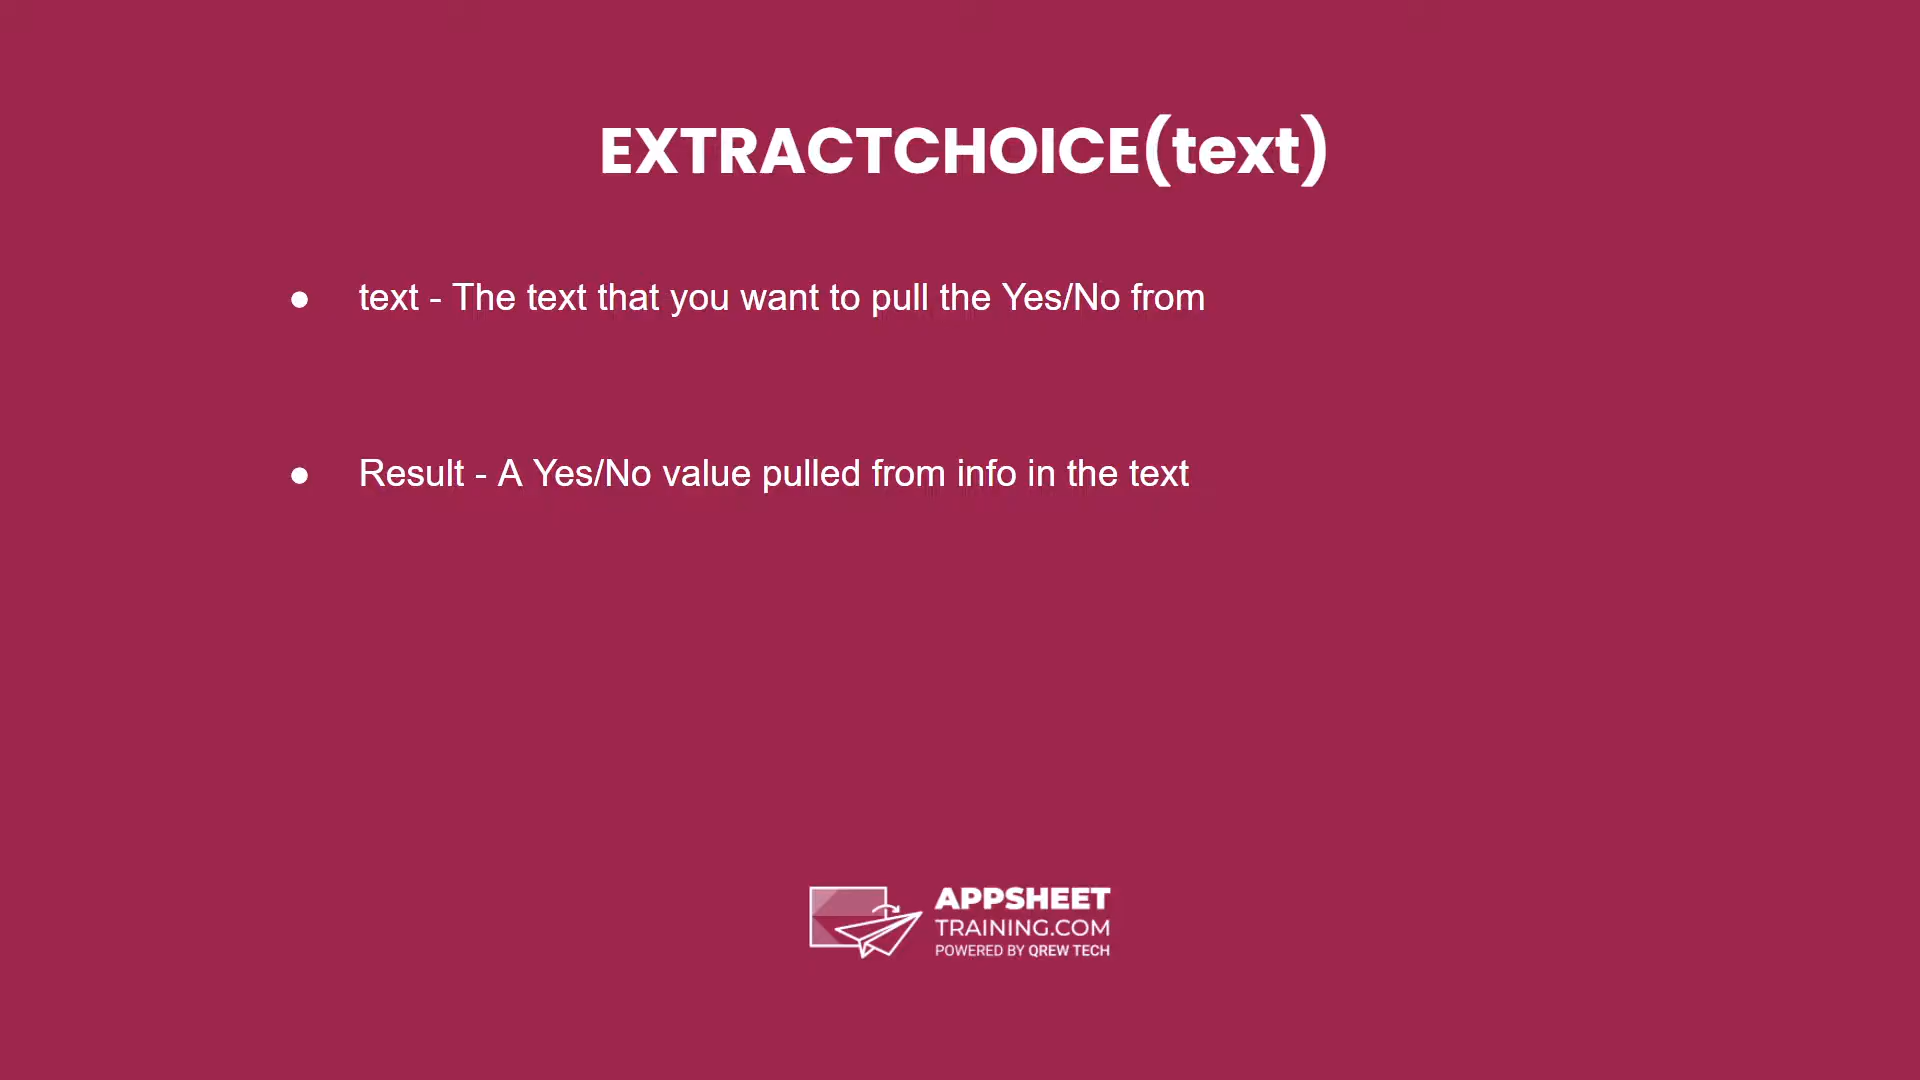 EXTRACTCHOICE(text)
● text - The text that you want to pull the Yes/No from
● Result - A Yes/No value pulled from info in the text
APPSHEET
TRAINING.COM
POWERED BY QREW TECH